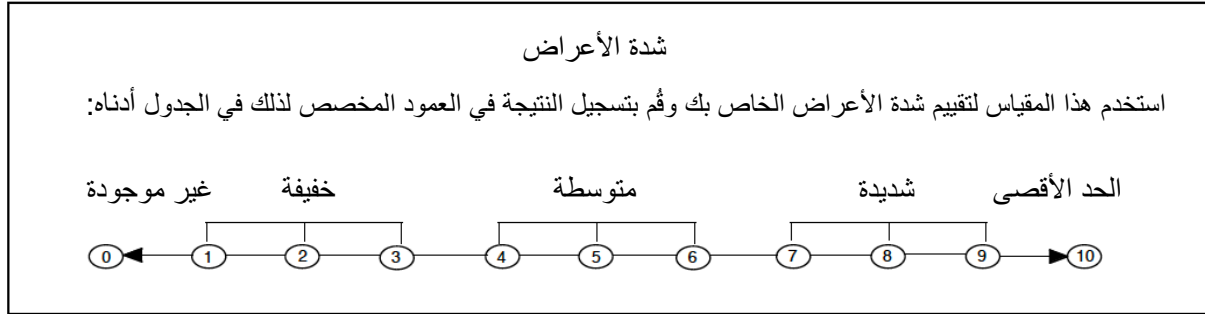 شدة الأعراض
استخدم هذا المقياس لتقييم شدة الأعراض الخاص بك وقُم بتسجيل النتيجة في العمود المخصص لذلك في الجدول أدناه:
الحد الأقصى شديدة متوسطة خفيفة غير موجودة
0 1 2 3 4 5 6 7 8 9 10